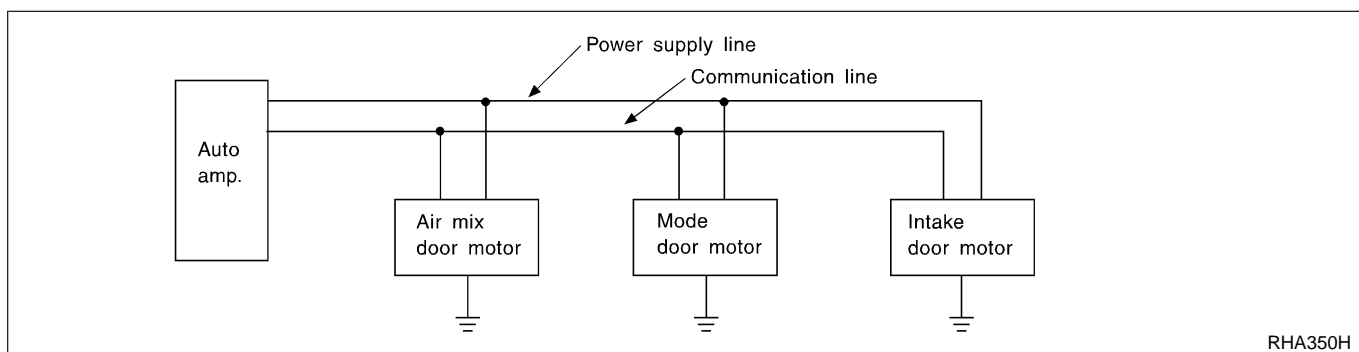 Power supply line
Communication line
Auto
amp.
Air mix
door motor
Mode
door motor
Intake
door motor
RHA350H